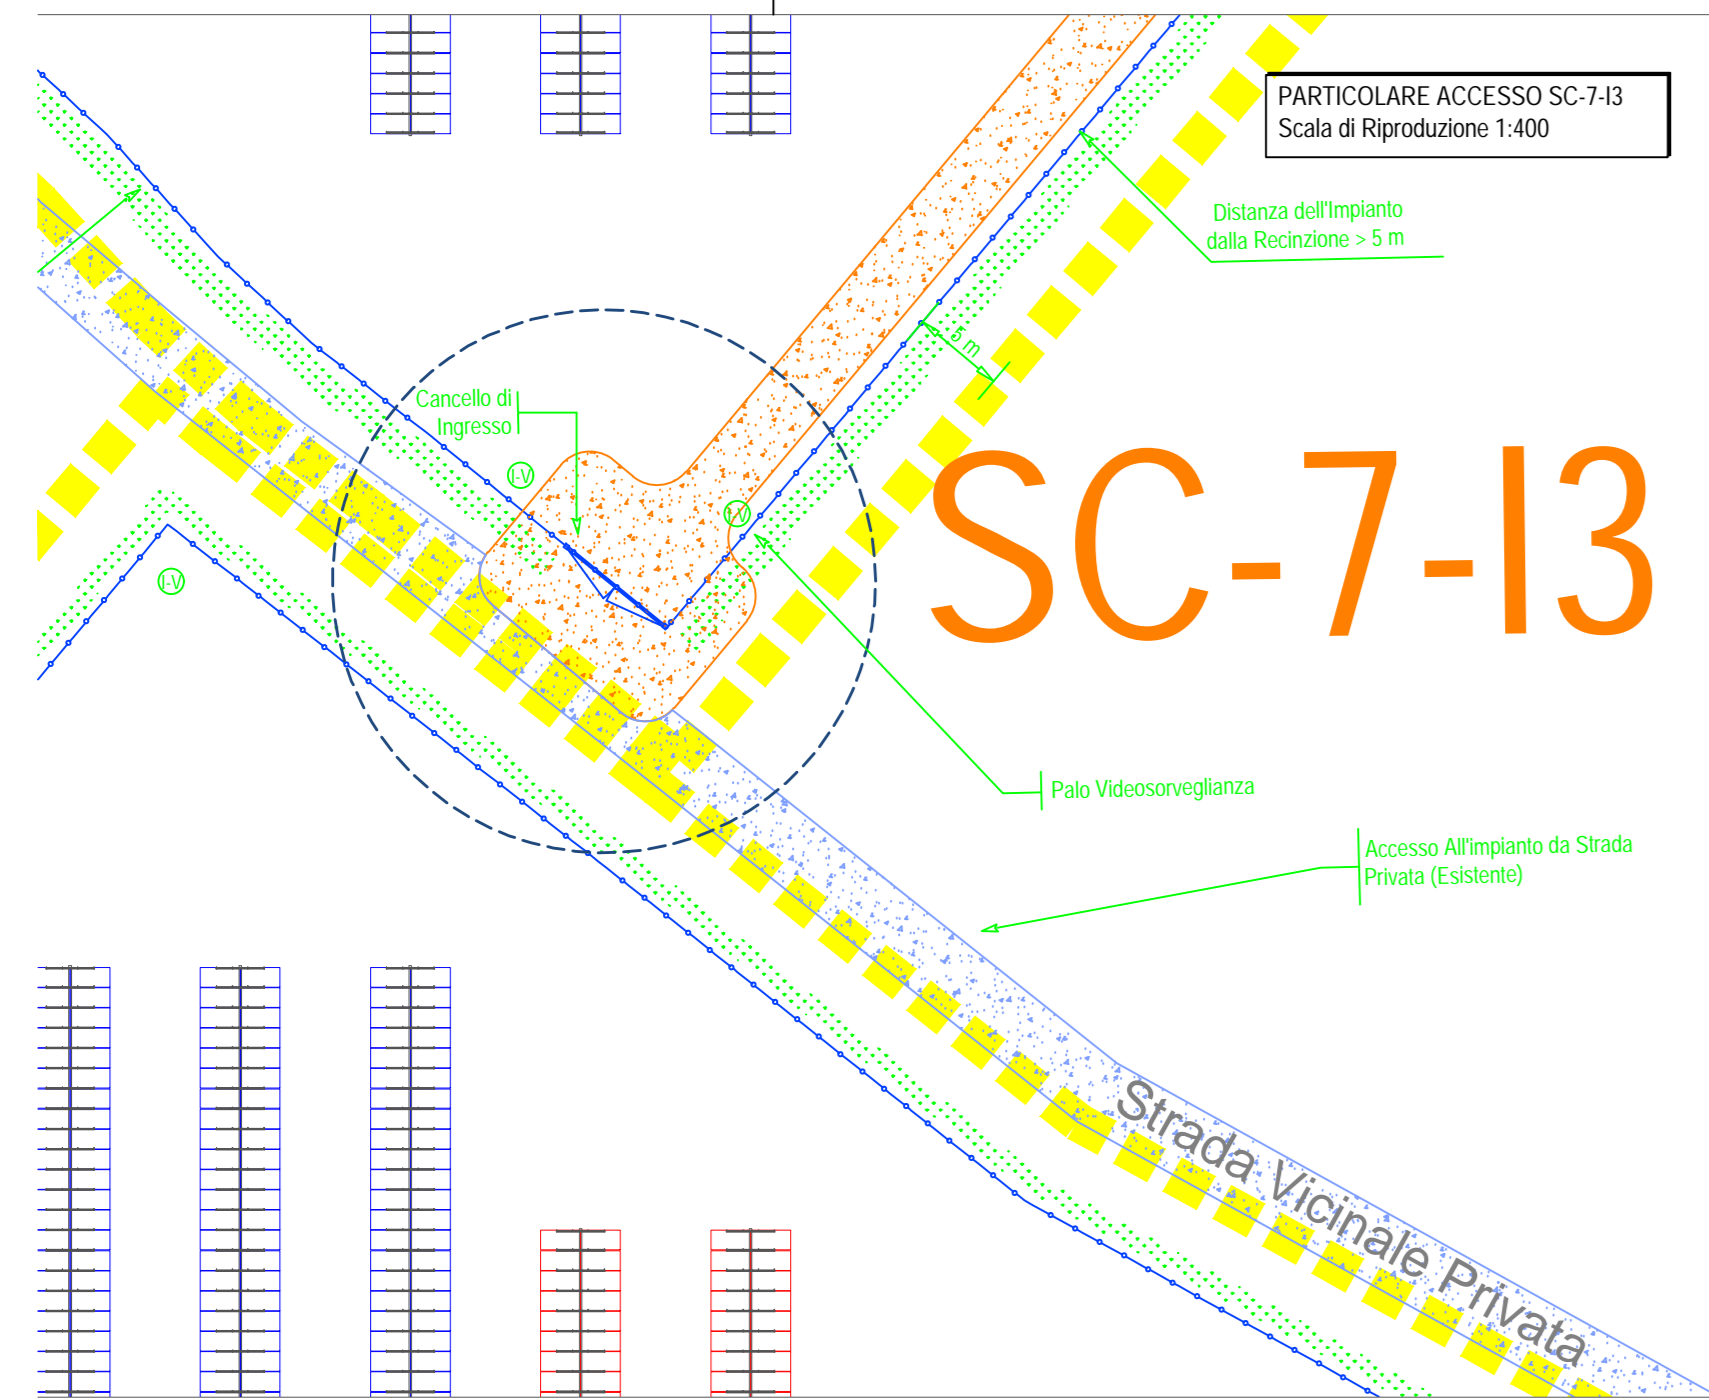 PARTICOLARE ACCESSO SC-7-I3
Scala di Riproduzione 1:400
Distanza dell'Impianto
dalla Recinzione > 5 m
5 m
Cancello di
Ingresso
I-V
I-V
I-V
SC-7-I3
Palo Videosorveglianza
Accesso All'impianto da Strada
Privata (Esistente)
Strada Vicinale Privata